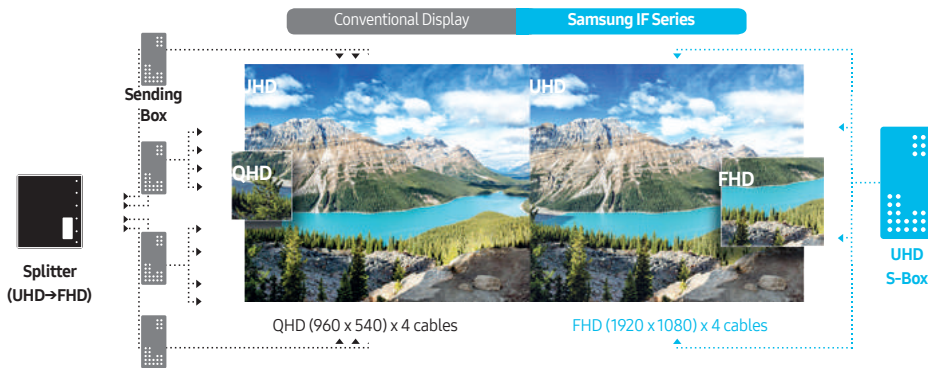 Conventional Display
Samsung IF Series
Sending
Box
UHD
UHD
QHD
FHD
Splitter
(UHD→FHD)
UHD
S-Box
QHD (960 x 540) x 4 cables
FHD (1920 x 1080) x 4 cables